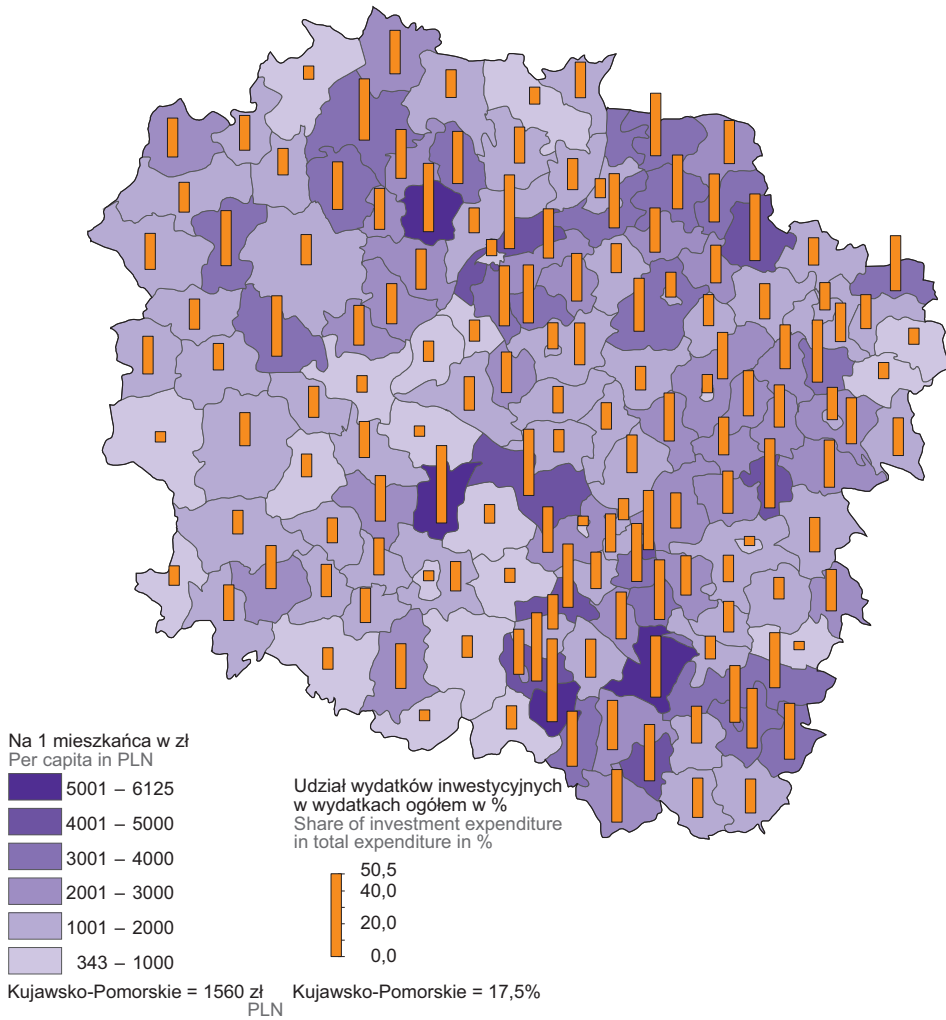 Na 1 mieszkańca w zł
Per capita in PLN
5001 – 6125
4001 – 5000
3001 – 4000
2001 – 3000
1001 – 2000
343 – 1000
Kujawsko-Pomorskie = 1560 zł
PLN
Udział wydatków inwestycyjnych
w wydatkach ogółem w %
Share of investment expenditure
in total expenditure in %
50,5
40,0
20,0
0,0
Kujawsko-Pomorskie = 17,5%